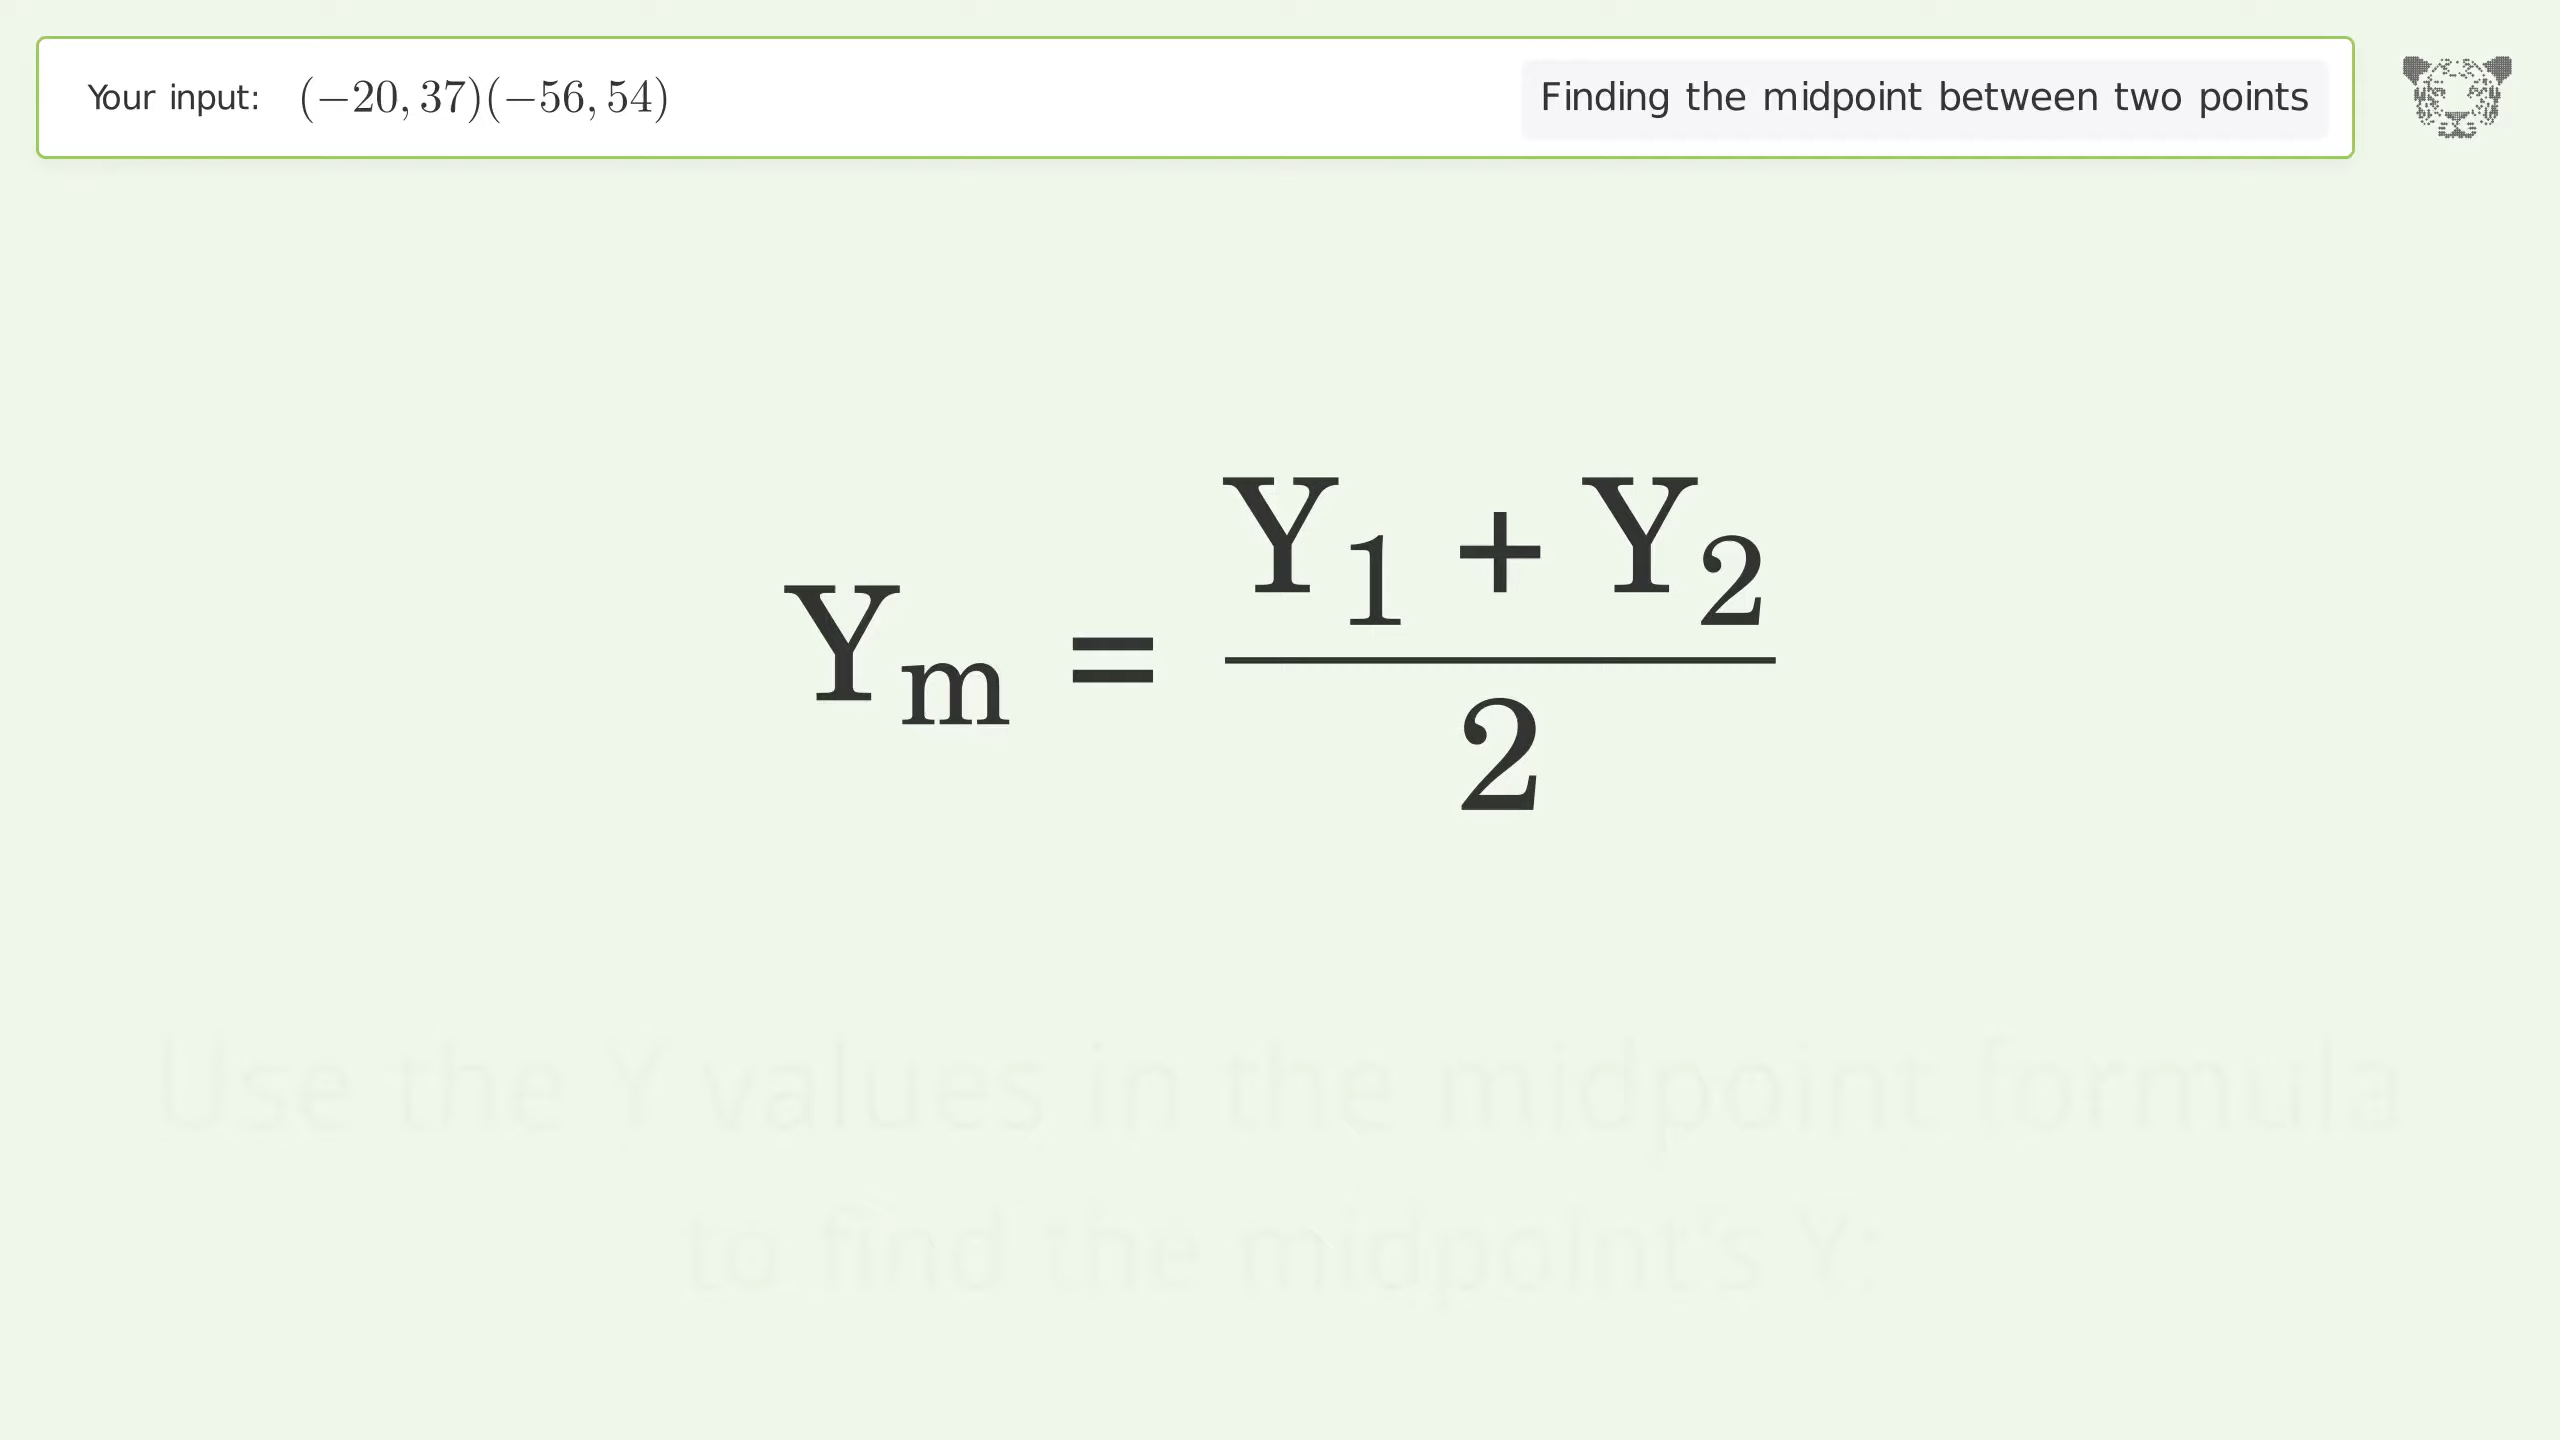 Your input: (−20, 37)(−56, 54)
Finding the midpoint between two points
Yₘ = (Y₁ + Y₂) / 2
Use the Y values in the midpoint formula
to find the midpoint's Y: